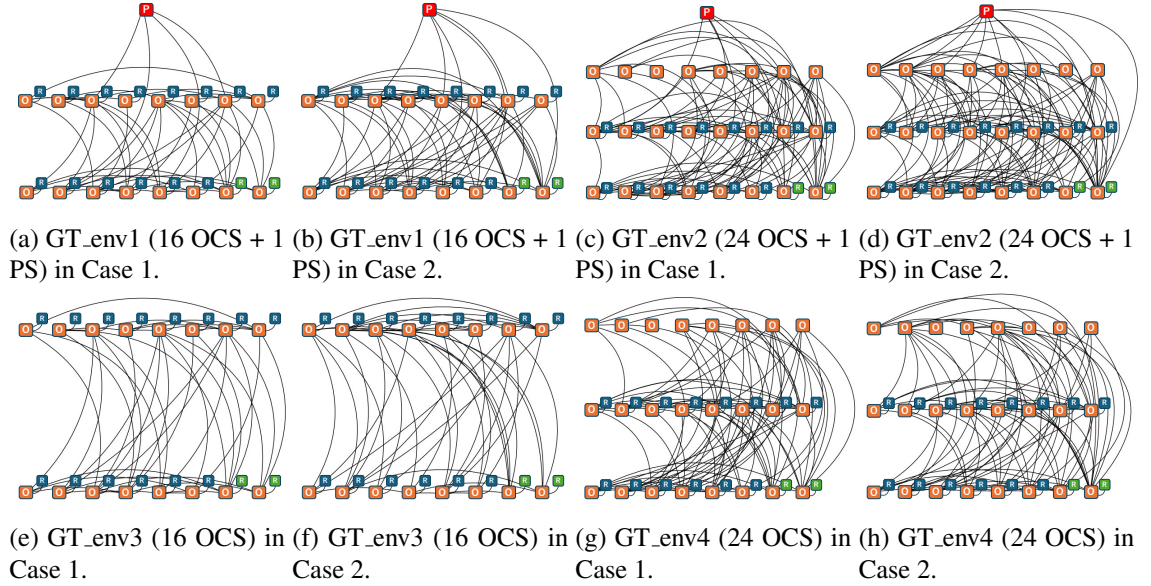 P
R R R R R R R R
O O O O O O O O
R R R R R R R R
O O O O O O O O
(a) GT_env1 (16 OCS + 1
PS) in Case 1.
P
R R R R R R R R
O O O O O O O O
R R R R R R R R
O O O O O O O O
(b) GT_env1 (16 OCS + 1
PS) in Case 2.
P
O O O O O O O O
R R R R R R R R
O O O O O O O O
R R R R R R R R
O O O O O O O O
(c) GT_env2 (24 OCS + 1
PS) in Case 1.
P
O O O O O O O O
R R R R R R R R
O O O O O O O O
R R R R R R R R
O O O O O O O O
(d) GT_env2 (24 OCS + 1
PS) in Case 2.
R R R R R R R R
O O O O O O O O
R R R R R R R R
O O O O O O O O
(e) GT_env3 (16 OCS) in
Case 1.
R R R R R R R R
O O O O O O O O
R R R R R R R R
O O O O O O O O
(f) GT_env3 (16 OCS) in
Case 2.
O O O O O O O O
R R R R R R R R
O O O O O O O O
R R R R R R R R
O O O O O O O O
(g) GT_env4 (24 OCS) in
Case 1.
O O O O O O O O
R R R R R R R R
O O O O O O O O
R R R R R R R R
O O O O O O O O
(h) GT_env4 (24 OCS) in
Case 2.